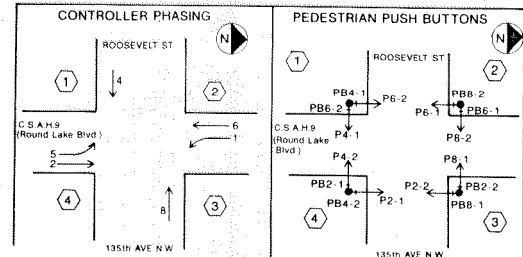 CONTROLLER PHASING
N
ROOSEVELT ST
1
4
2
C.S.A.H.9
(Round Lake Blvd.)
6
1
5
2
4
8
3
135th AVE N.W.
PEDESTRIAN PUSH BUTTONS
N
1
ROOSEVELT ST
2
PB4-1
PB8-2
PB6-2
P6-2
P6-1
PB6-1
C.S.A.H.9
(Round Lake
Blvd.)
P4-1
P8-2
P4-2
P8-1
PB2-1
P2-2
PB2-2
4
PB4-2
P2-1
PB8-1
3
135th AVE N.W.